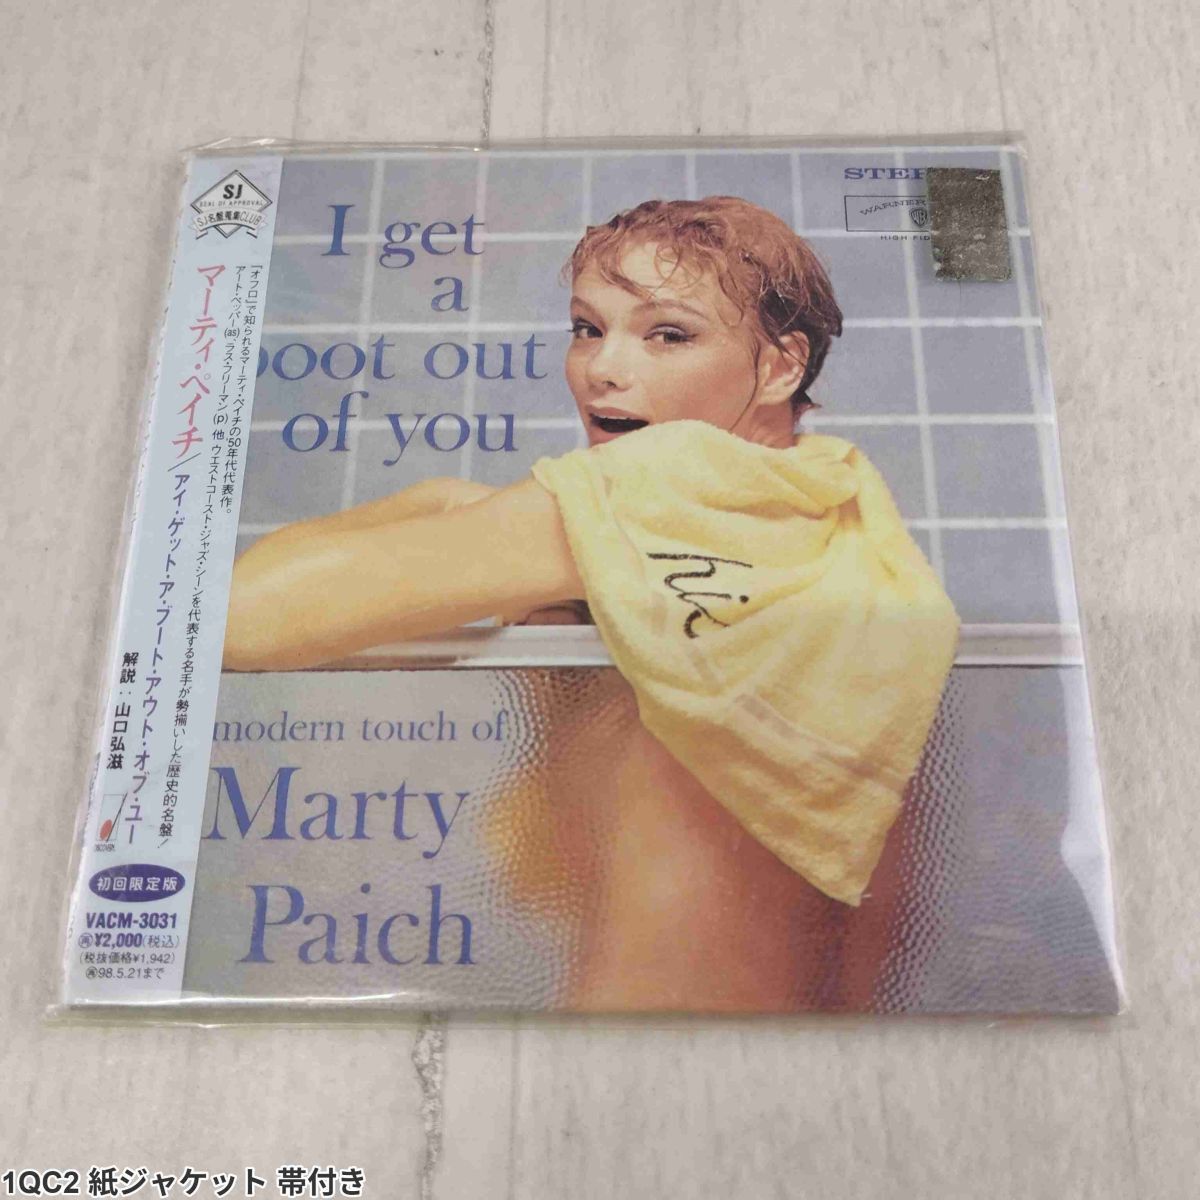 SJ
SEAL OF APPROVAL
SJ名盤蒐集CLUB
「オフロ」で知られるマーティ・ペイチの'50年代代表作。
アート・ペッパー(as)、ラス・フリーマン(p) 他 ウエストコースト・ジャズ・シーンを代表する名手が勢揃いした歴史的名盤!
マーティ・ペイチ/アイ・ゲット・ア・ブート・アウト・オブ・ユー
解説:山口弘滋
初回限定版
VACM-3031
再¥2,000(税込)
(税抜価格¥1,942)
再98.5.21まで
I get
a
boot out
of you
WARNER
WB
HIGH
hic
modern touch of
Marty
Paich
1QC2 紙ジャケット 帯付き